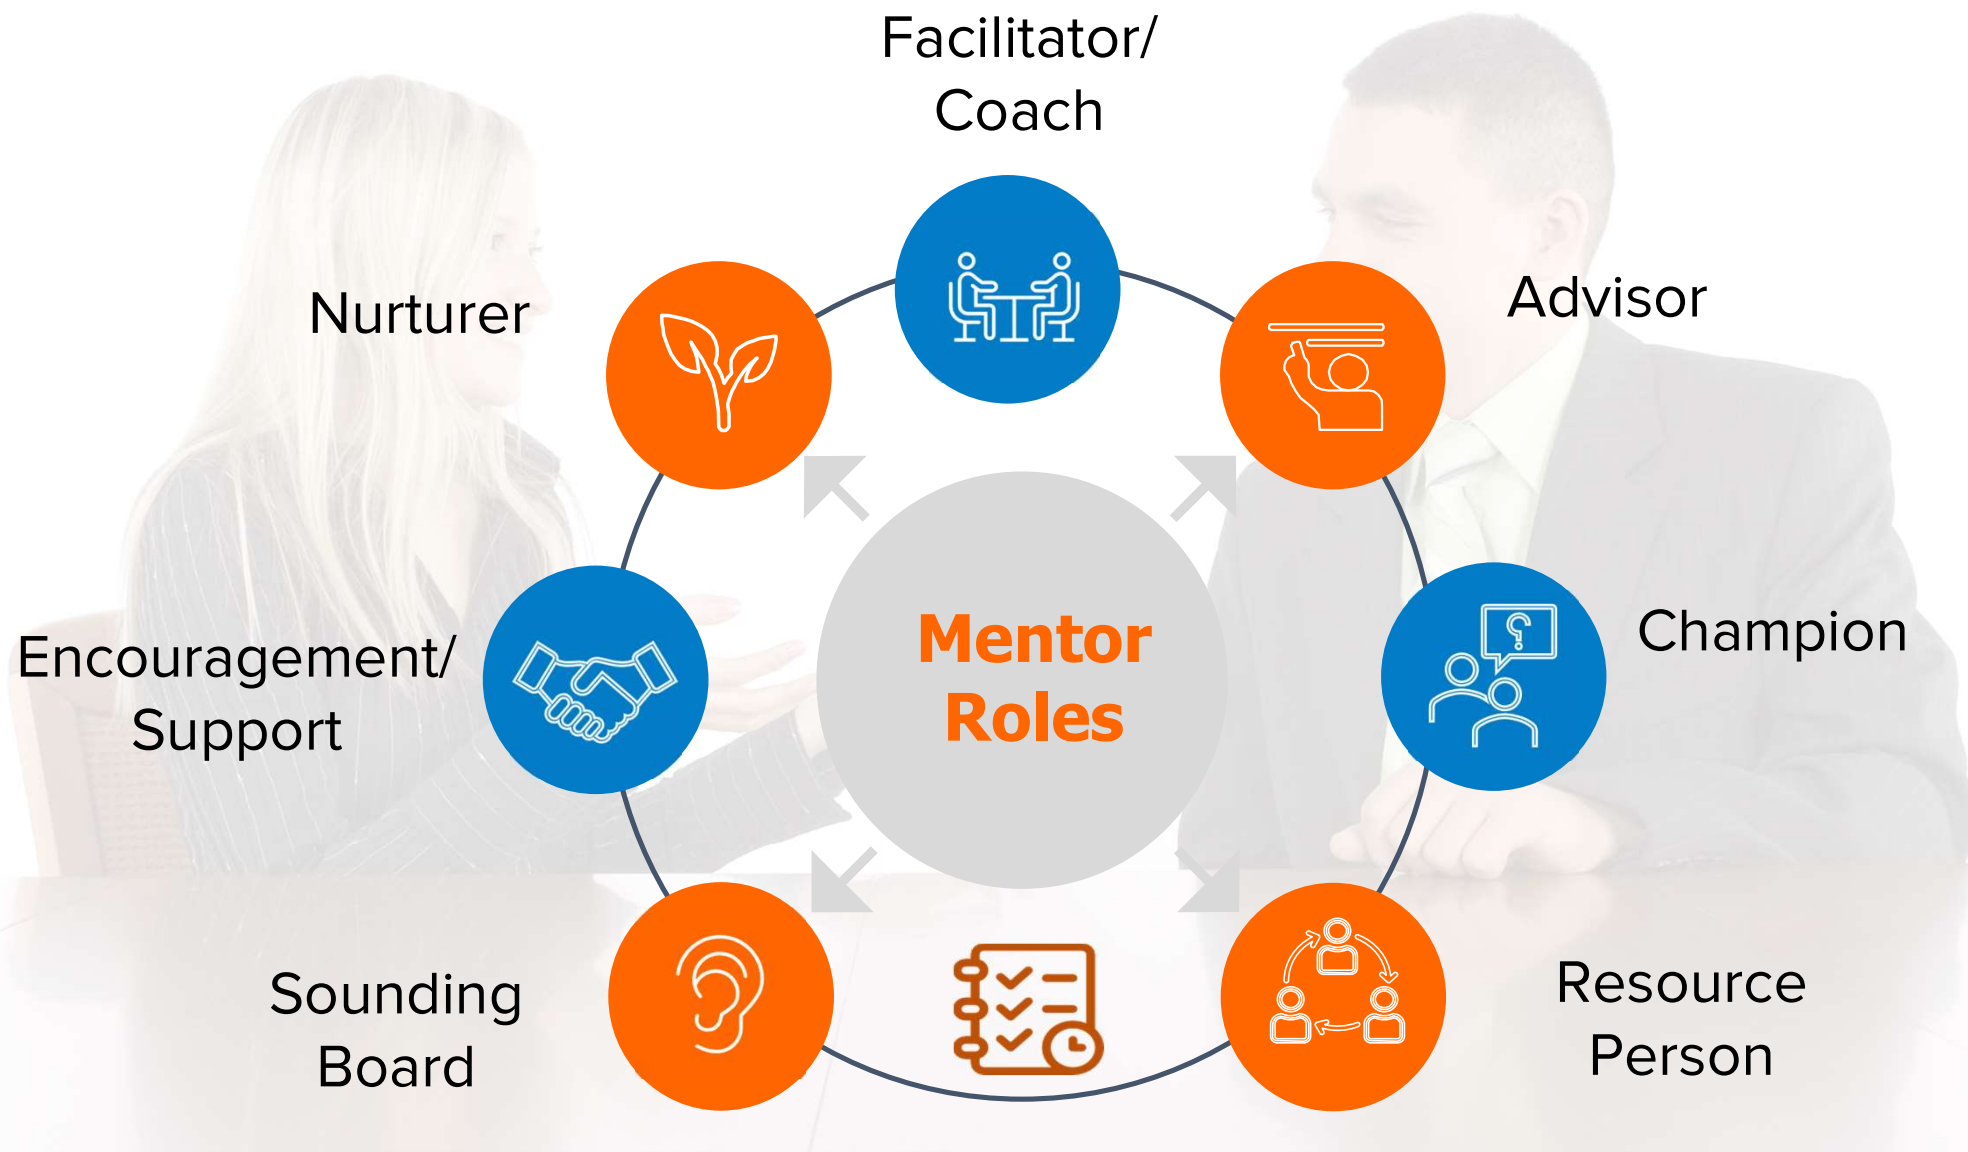 Facilitator/
Coach
Nurturer
Advisor
Mentor
Roles
Encouragement/
Support
Champion
Sounding
Board
Resource
Person